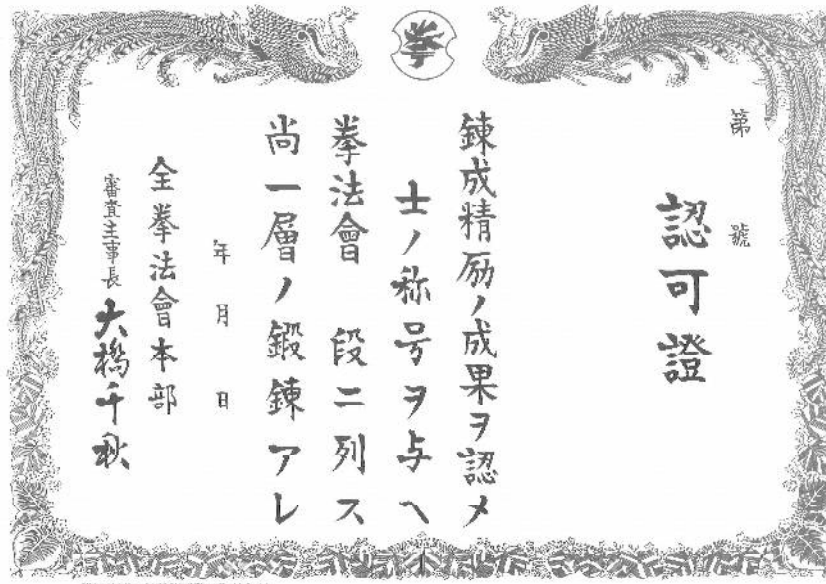 拳
第　號
認可證
錬成精励ノ成果ヲ認メ
士ノ称号ヲ与ヘ
拳法會　段ニ列ス
尚一層ノ鍛錬アレ
年　月　日
全拳法會本部
審査主事長　大橋千秋